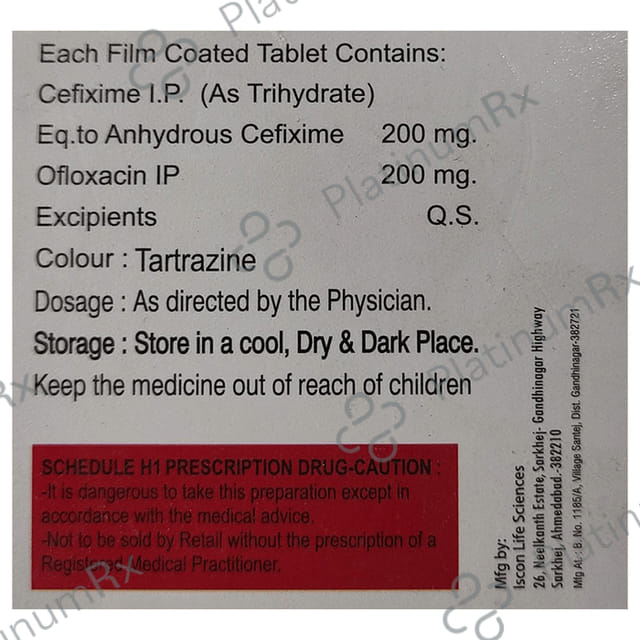 Each Film Coated Tablet Contains:
Cefixime I.P. (As Trihydrate)
Eq.to Anhydrous Cefixime 200 mg.
Ofloxacin IP 200 mg.
Excipients Q.S.
Colour : Tartrazine
Dosage : As directed by the Physician.
Storage : Store in a cool, Dry & Dark Place.
Keep the medicine out of reach of children
SCHEDULE H1 PRESCRIPTION DRUG-CAUTION :
-It is dangerous to take this preparation except in
accordance with the medical advice.
-Not to be sold by Retail without the prescription of a
Registered Medical Practitioner.
Mfg by:
Iscon Life Sciences
26, Neelkanth Estate, Sarkhej- Gandhinagar Highway
Sarkhej, Ahmedabad.-382210
Mfg At.: B. No. 1185/A, Village Santej, Dist. Gandhinagar-382721
PlatinumRx
PlatinumRx
PlatinumRx
PlatinumRx